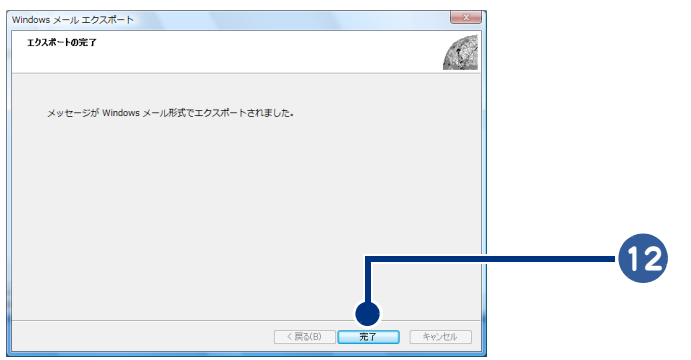 Windows メール エクスポート
エクスポートの完了
メッセージが Windows メール形式でエクスポートされました。
12
< 戻る(B)
完了
キャンセル